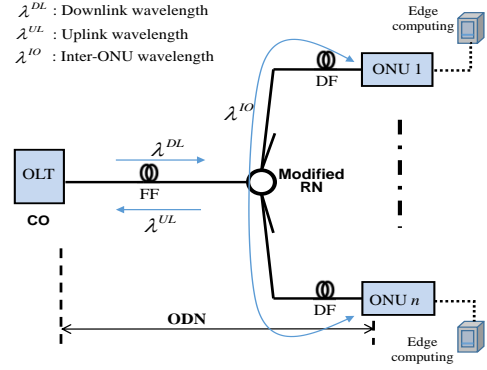 λ^DL : Downlink wavelength
λ^UL : Uplink wavelength
λ^IO : Inter-ONU wavelength
Edge
computing
ONU 1
DF
λ^IO
λ^DL
OLT
FF
Modified
RN
CO
λ^UL
ODN
DF
ONU n
Edge
computing